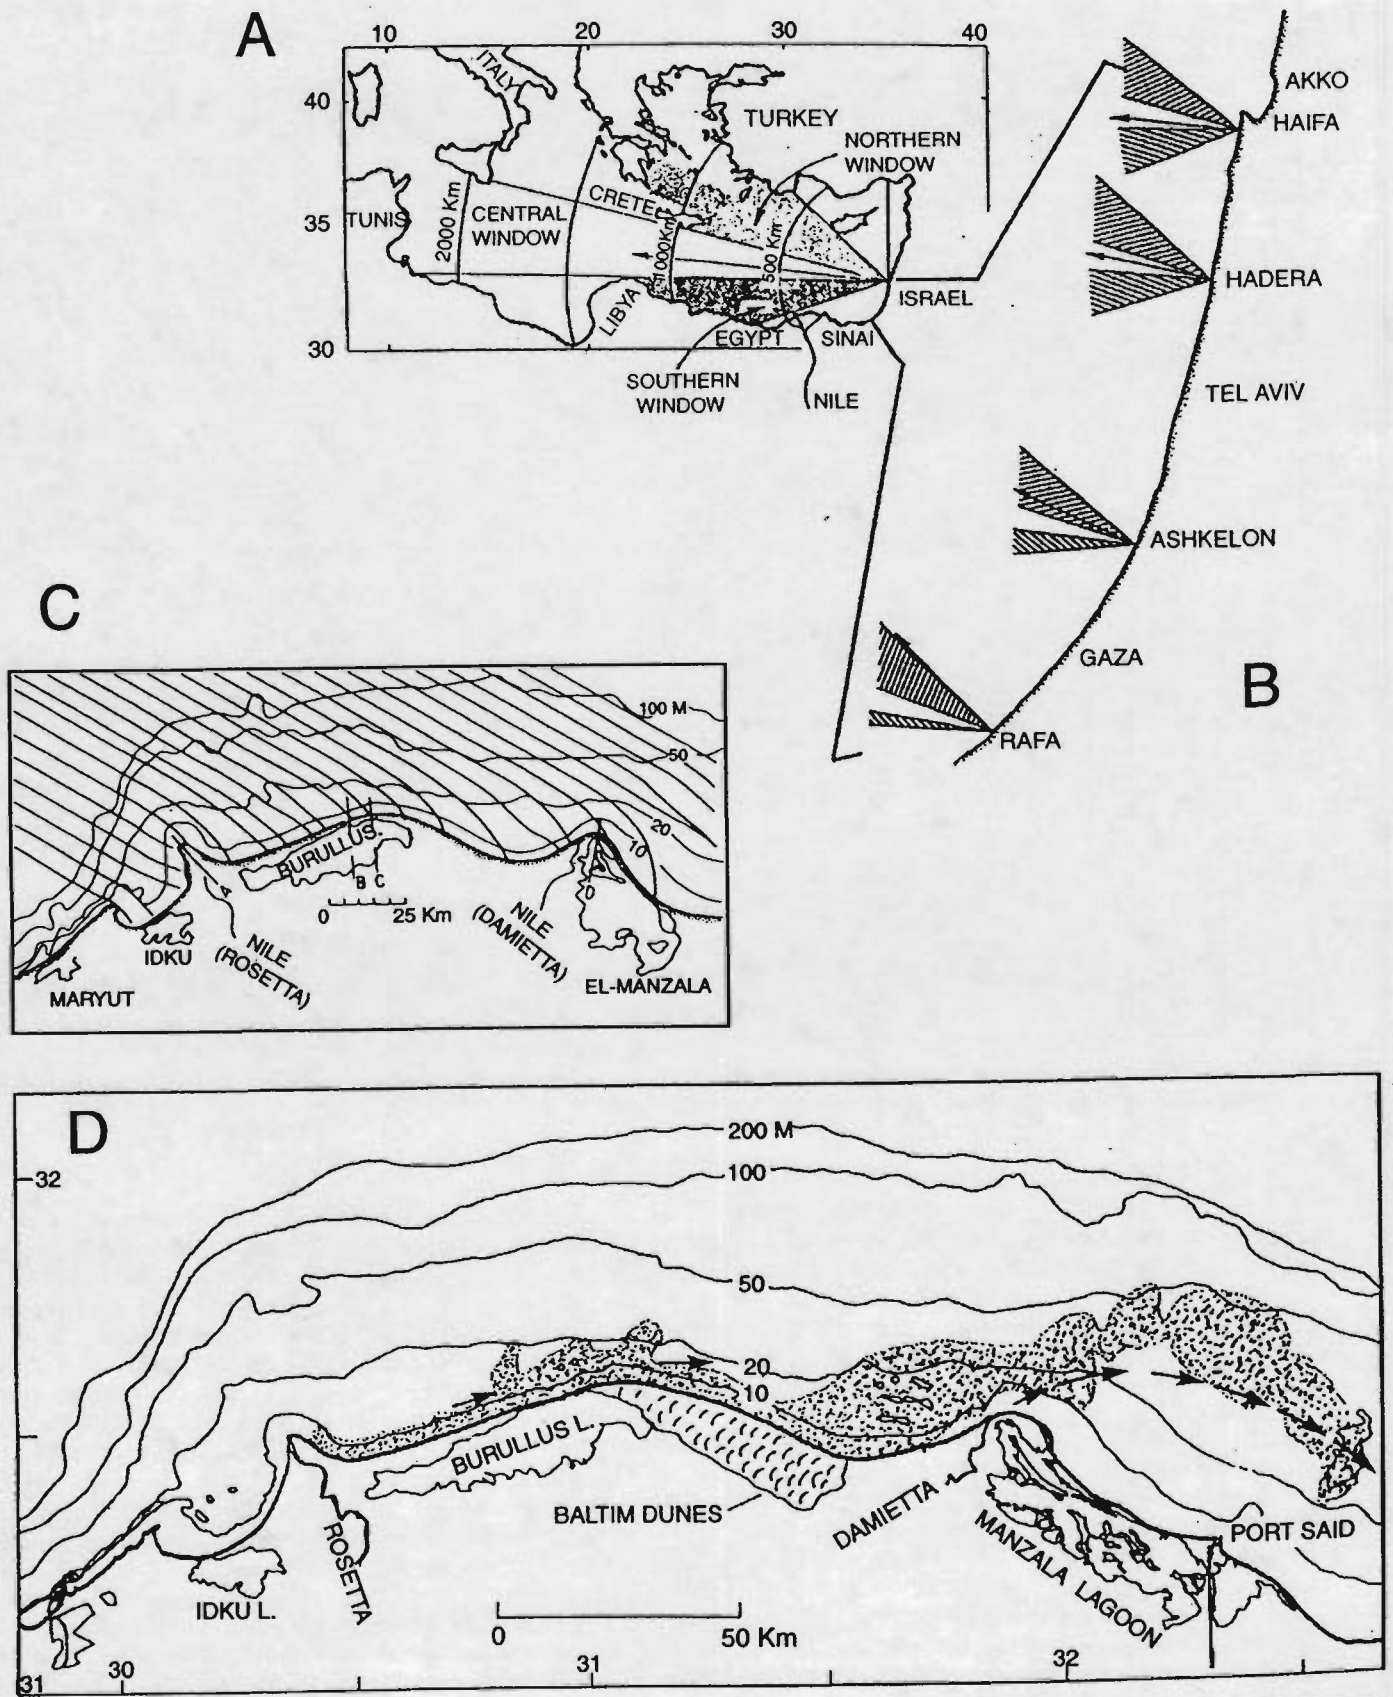 A
10
20
30
40
40
35
30
ITALY
TURKEY
NORTHERN
WINDOW
CRETE
TUNIS
2000 Km
CENTRAL
WINDOW
1000Km
500 Km
LIBYA
ISRAEL
EGYPT
SINAI
SOUTHERN
WINDOW
NILE
AKKO
HAIFA
HADERA
TEL AVIV
ASHKELON
GAZA
B
RAFA
C
100 M
50
20
10
BURULLUS.
A
B
C
D
0
25 Km
NILE
(ROSETTA)
NILE
(DAMIETTA)
IDKU
MARYUT
EL-MANZALA
D
200 M
32
100
50
20
10
BURULLUS L.
BALTIM DUNES
DAMIETTA
PORT SAID
MANZALA LAGOON
ROSETTA
IDKU L.
0
50 Km
31
30
31
32